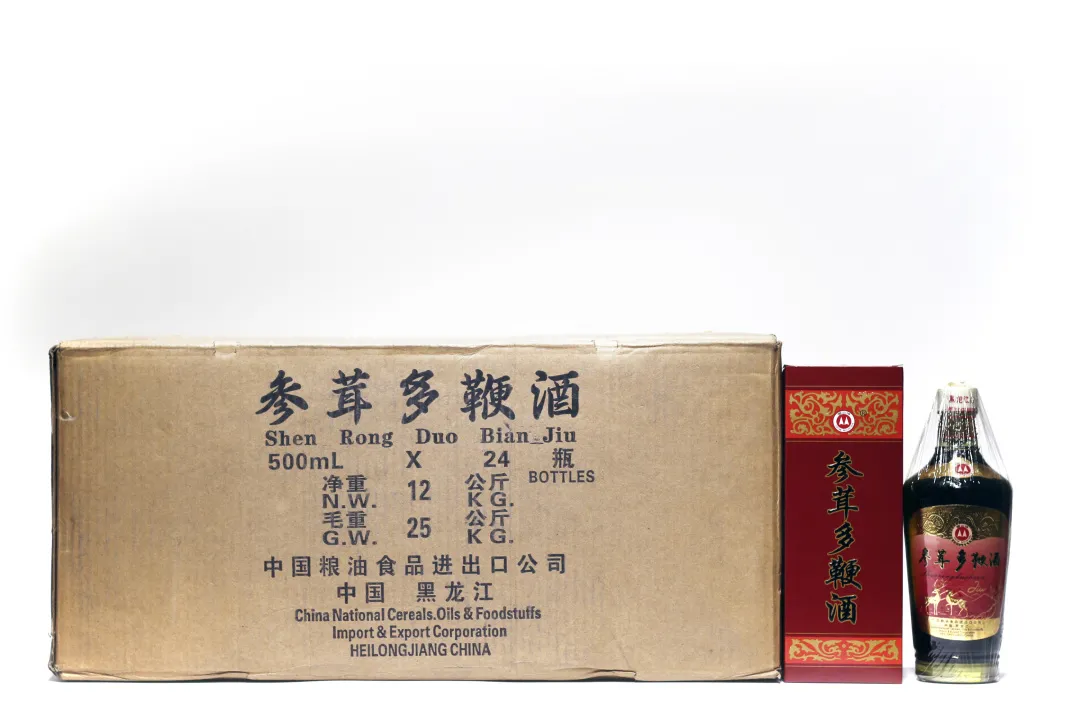 参茸多鞭酒
Shen Rong Duo Bian Jiu
500mL X 24 瓶
BOTTLES
净重 12 公斤
N.W. KG.
毛重 25 公斤
G.W. KG.
中国粮油食品进出口公司
中国 黑龙江
China National Cereals.Oils & Foodstuffs
Import & Export Corporation
HEILONGJIANG CHINA
参茸多鞭酒
参茸多鞭酒